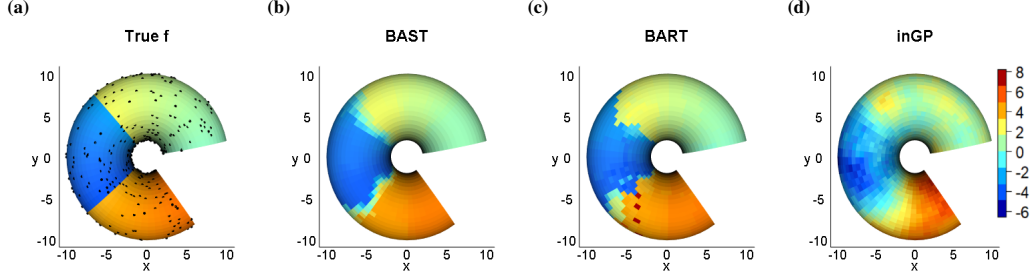 (a) (b) (c) (d)
True f BAST BART inGP
10 10 10 10 8
5 5 5 5 6
4
y 0 y 0 y 0 y 0 2
0
-5 -5 -5 -5 -2
-4
-10 -10 -10 -10 -6
-10 -5 0 5 10 -10 -5 0 5 10 -10 -5 0 5 10 -10 -5 0 5 10
x x x x